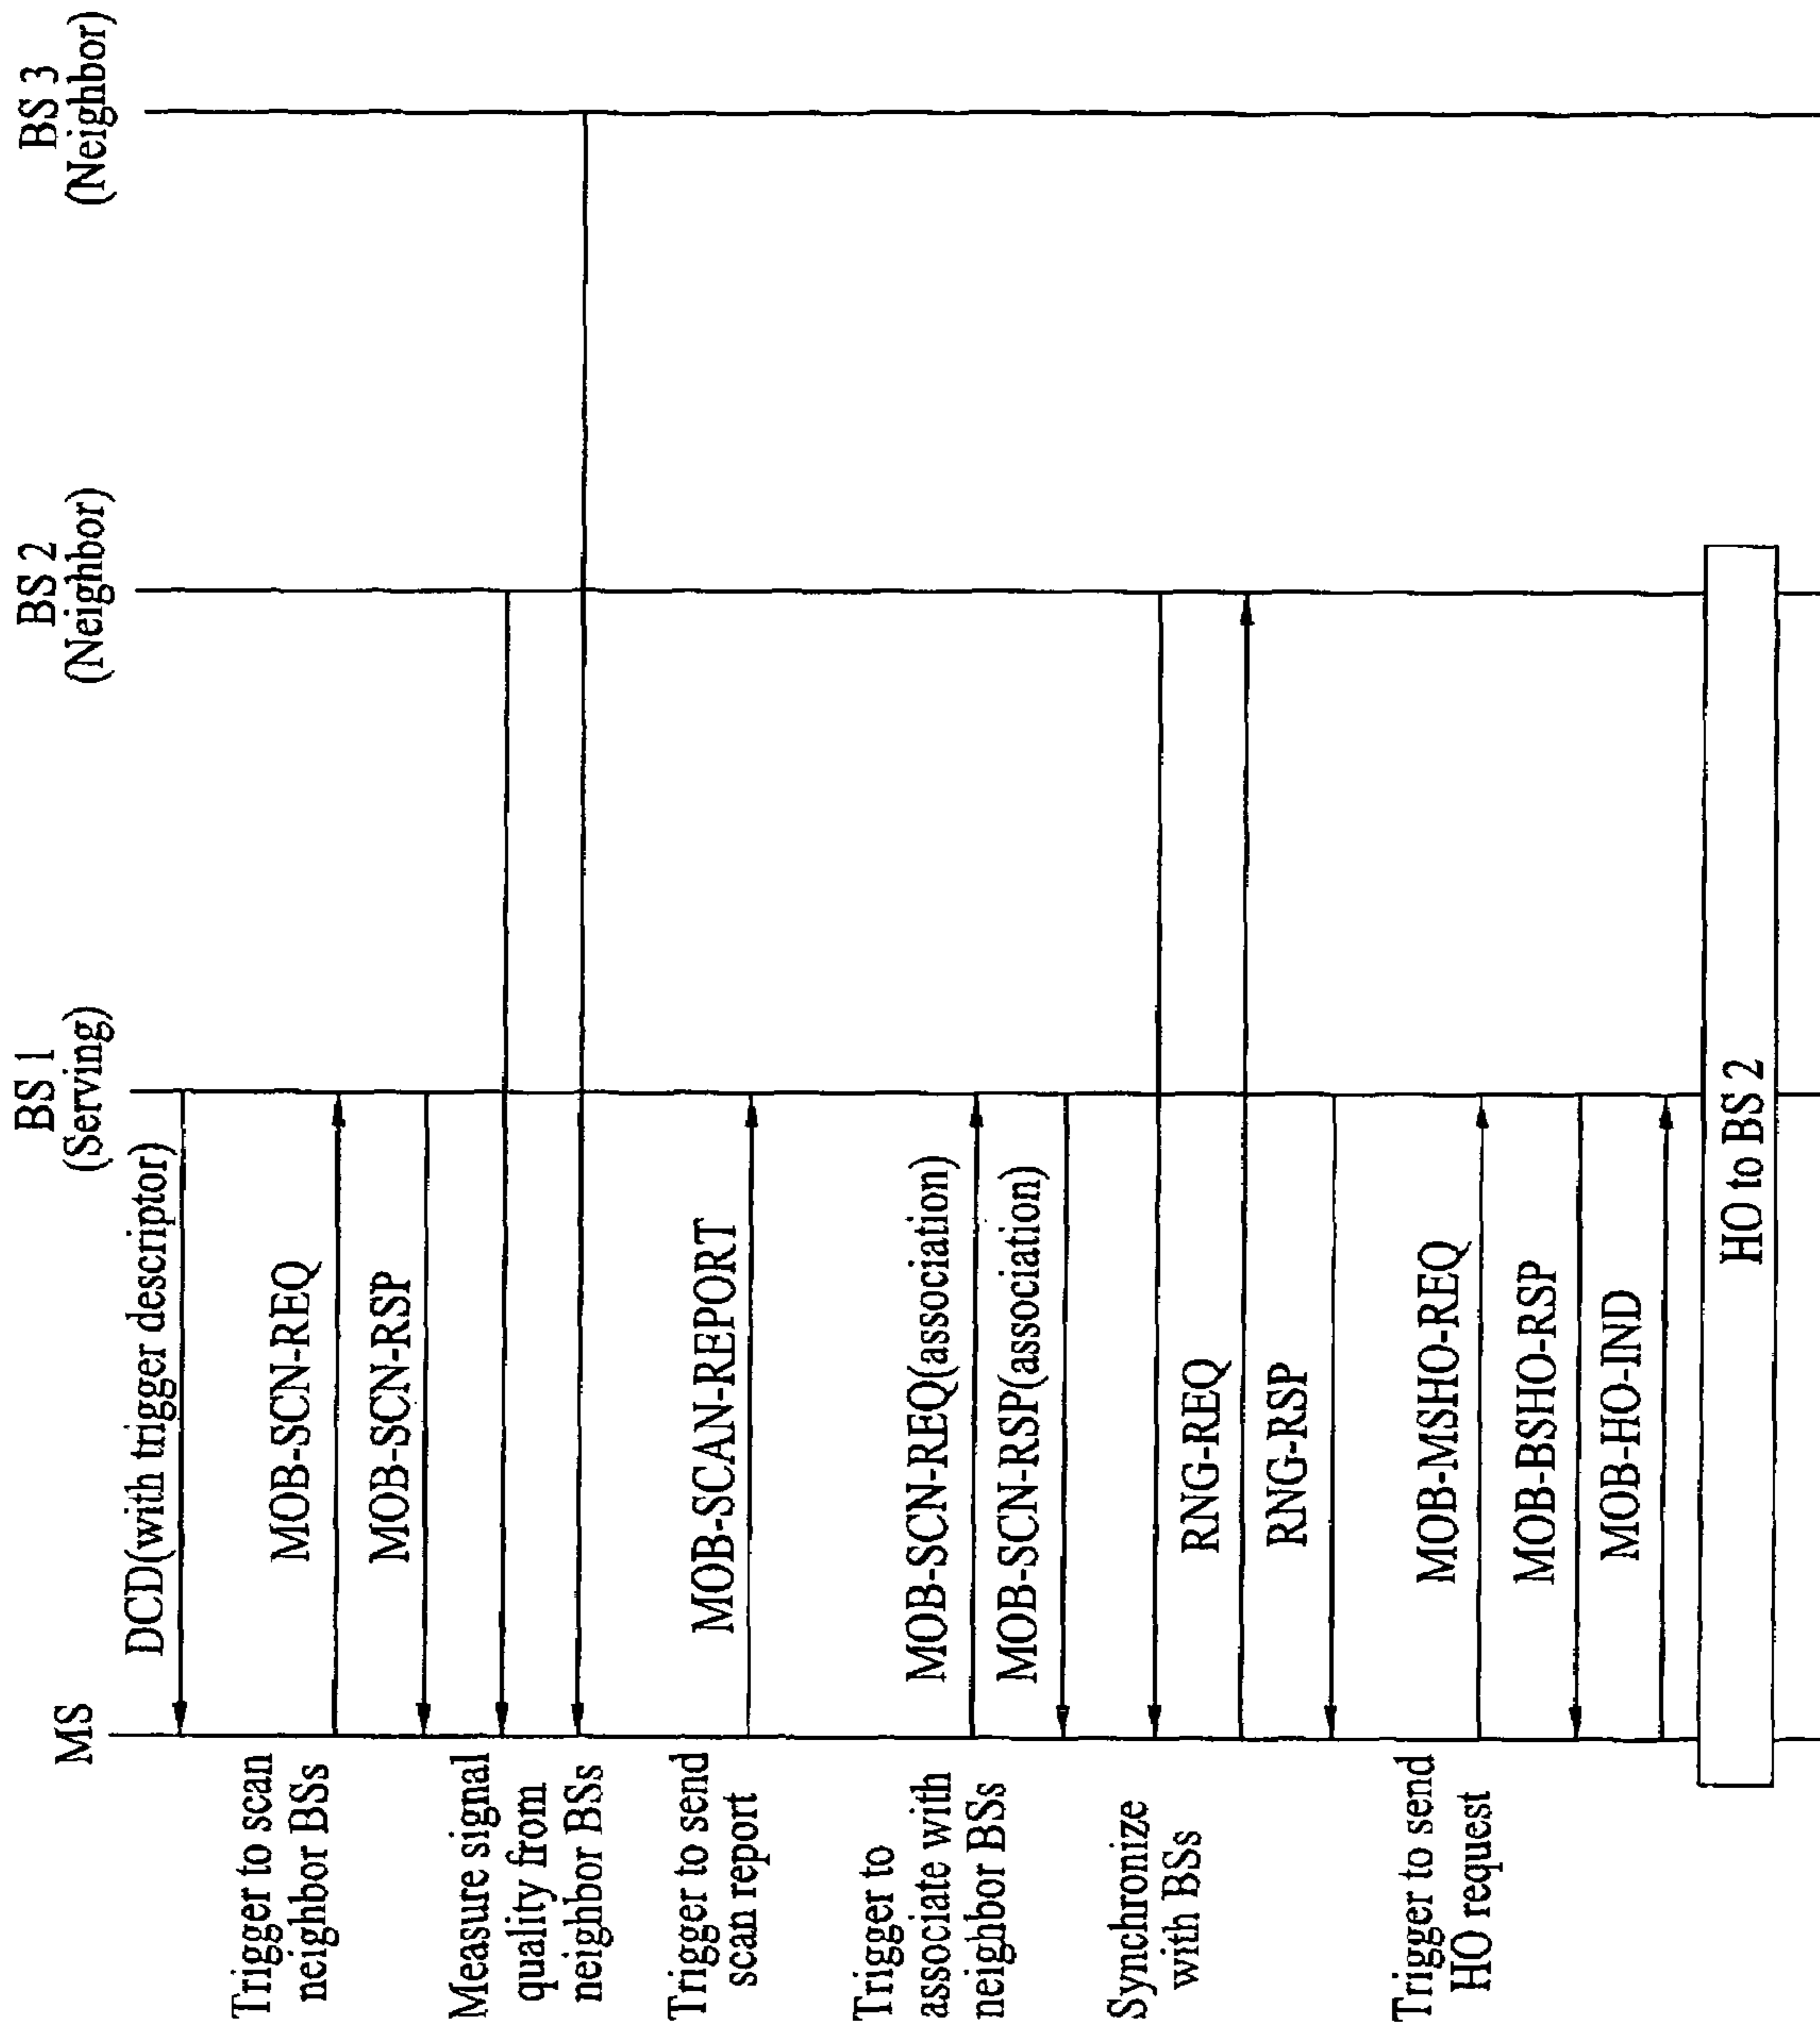 MS
BS 1
(Serving)
BS 2
(Neighbor)
BS 3
(Neighbor)
DCD(with trigger descriptor)
Trigger to scan
neighbor BSs
MOB-SCN-REQ
MOB-SCN-RSP
Measure signal
quality from
neighbor BSs
Trigger to send
scan report
MOB-SCAN-REPORT
Trigger to
associate with
neighbor BSs
MOB-SCN-REQ(association)
MOB-SCN-RSP(association)
Synchronize
with BSs
RNG-REQ
RNG-RSP
Trigger to send
HO request
MOB-MSHO-REQ
MOB-BSHO-RSP
MOB-HO-IND
HO to BS 2